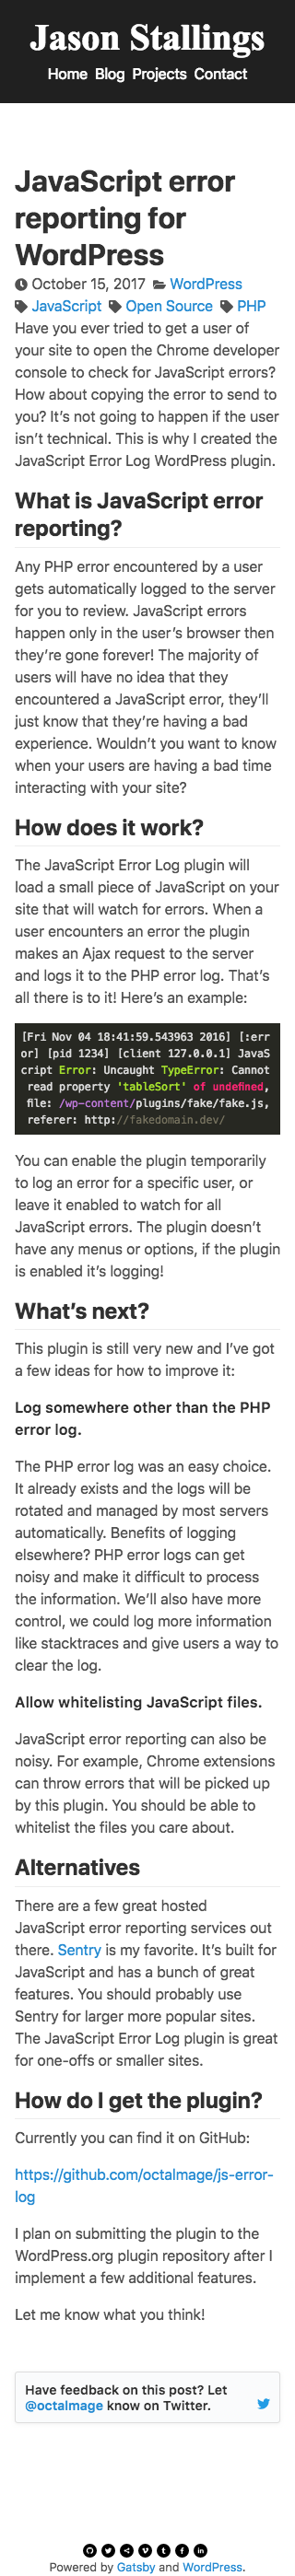 Jason Stallings
Home Blog Projects Contact
JavaScript error
reporting for
WordPress
October 15, 2017 WordPress
JavaScript Open Source PHP
Have you ever tried to get a user of
your site to open the Chrome developer
console to check for JavaScript errors?
How about copying the error to send to
you? It’s not going to happen if the user
isn’t technical. This is why I created the
JavaScript Error Log WordPress plugin.
What is JavaScript error
reporting?
Any PHP error encountered by a user
gets automatically logged to the server
for you to review. JavaScript errors
happen only in the user’s browser then
they’re gone forever! The majority of
users will have no idea that they
encountered a JavaScript error, they’ll
just know that they’re having a bad
experience. Wouldn’t you want to know
when your users are having a bad time
interacting with your site?
How does it work?
The JavaScript Error Log plugin will
load a small piece of JavaScript on your
site that will watch for errors. When a
user encounters an error the plugin
makes an Ajax request to the server
and logs it to the PHP error log. That’s
all there is to it! Here’s an example:
[Fri Nov 04 18:41:59.543963 2016] [:err
or] [pid 1234] [client 127.0.0.1] JavaS
cript Error: Uncaught TypeError: Cannot
read property 'tableSort' of undefined,
file: /wp-content/plugins/fake/fake.js,
referer: http://fakedomain.dev/
You can enable the plugin temporarily
to log an error for a specific user, or
leave it enabled to watch for all
JavaScript errors. The plugin doesn’t
have any menus or options, if the plugin
is enabled it’s logging!
What’s next?
This plugin is still very new and I’ve got
a few ideas for how to improve it:
Log somewhere other than the PHP
error log.
The PHP error log was an easy choice.
It already exists and the logs will be
rotated and managed by most servers
automatically. Benefits of logging
elsewhere? PHP error logs can get
noisy and make it difficult to process
the information. We’ll also have more
control, we could log more information
like stacktraces and give users a way to
clear the log.
Allow whitelisting JavaScript files.
JavaScript error reporting can also be
noisy. For example, Chrome extensions
can throw errors that will be picked up
by this plugin. You should be able to
whitelist the files you care about.
Alternatives
There are a few great hosted
JavaScript error reporting services out
there. Sentry is my favorite. It’s built for
JavaScript and has a bunch of great
features. You should probably use
Sentry for larger more popular sites.
The JavaScript Error Log plugin is great
for one-offs or smaller sites.
How do I get the plugin?
Currently you can find it on GitHub:
https://github.com/octalmage/js-error-
log
I plan on submitting the plugin to the
WordPress.org plugin repository after I
implement a few additional features.
Let me know what you think!
Have feedback on this post? Let
@octalmage know on Twitter.
Powered by Gatsby and WordPress.